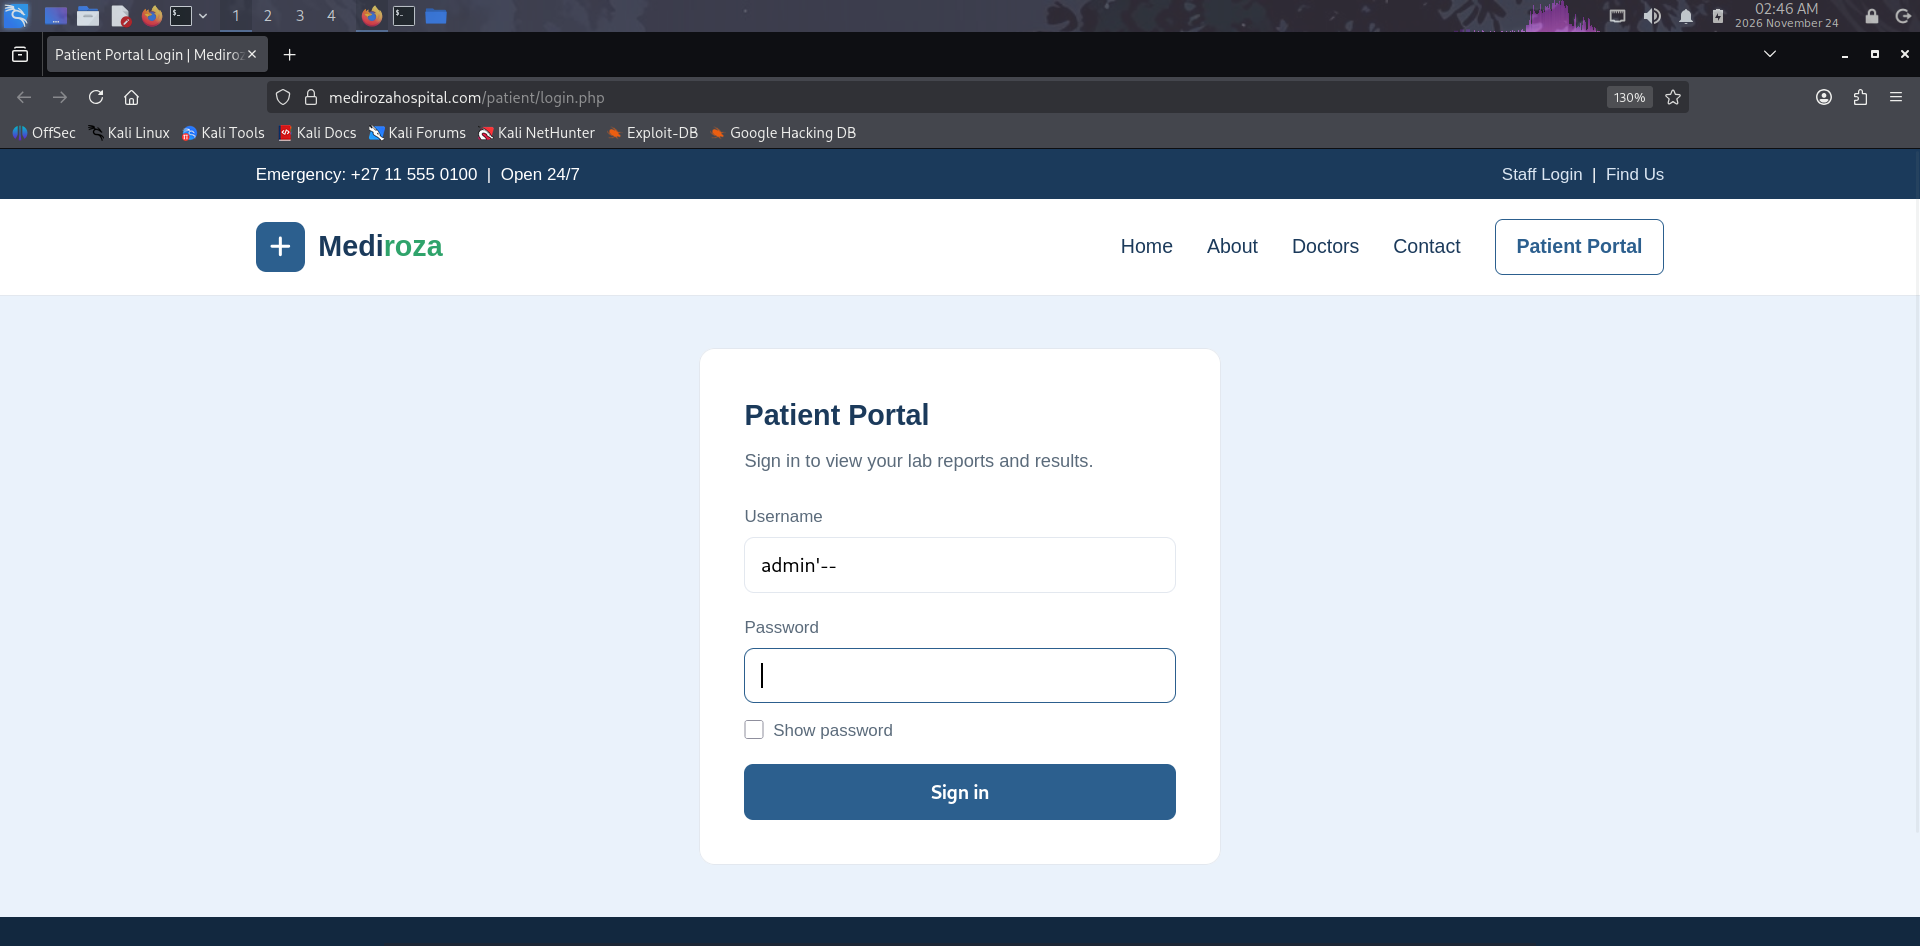 1 2 3 4
02:46 AM
2026 November 24
Patient Portal Login | Mediroz
medirozahospital.com/patient/login.php
130%
OffSec Kali Linux Kali Tools Kali Docs Kali Forums Kali NetHunter Exploit-DB Google Hacking DB
Emergency: +27 11 555 0100 | Open 24/7
Staff Login | Find Us
Mediroza
Home About Doctors Contact Patient Portal
Patient Portal
Sign in to view your lab reports and results.
Username
admin'--
Password
Show password
Sign in